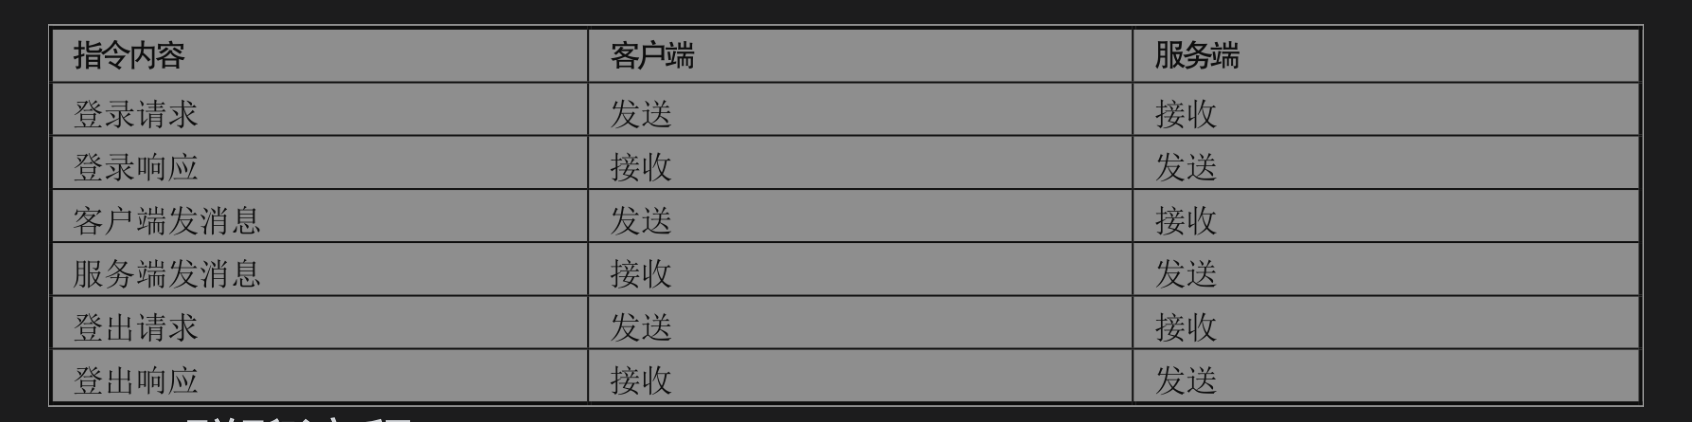 指令内容 客户端 服务端
登录请求 发送 接收
登录响应 接收 发送
客户端发消息 发送 接收
服务端发消息 接收 发送
登出请求 发送 接收
登出响应 接收 发送